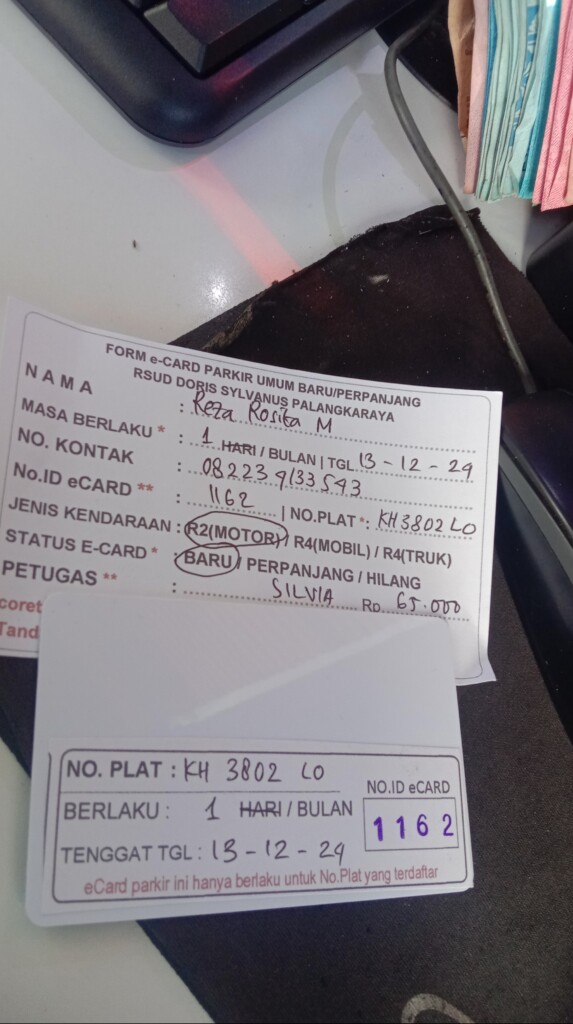 FORM e-CARD PARKIR UMUM BARU/PERPANJANG
RSUD DORIS SYLVANUS PALANGKARAYA
NAMA : Reza Rosita M
MASA BERLAKU * : 1 HARI / BULAN | TGL 13-12-24
NO. KONTAK : 082239133543
No.ID eCARD ** : 1162 | NO.PLAT *: KH 3802 LO
JENIS KENDARAAN : R2(MOTOR) / R4(MOBIL) / R4(TRUK)
STATUS E-CARD * : BARU / PERPANJANG / HILANG
PETUGAS ** : SILVIA Rp. 65.000
coret
Tand
NO. PLAT : KH 3802 LO
BERLAKU : 1 HARI / BULAN
NO.ID eCARD
1162
TENGGAT TGL : 13-12-24
eCard parkir ini hanya berlaku untuk No.Plat yang terdaftar